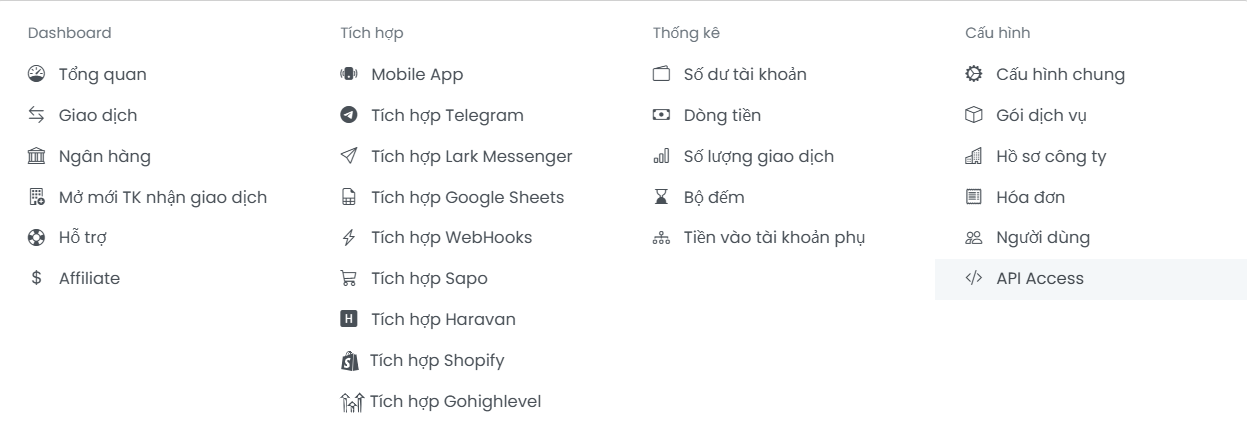 Dashboard
Tổng quan
Giao dịch
Ngân hàng
Mở mới TK nhận giao dịch
Hỗ trợ
Affiliate
Tích hợp
Mobile App
Tích hợp Telegram
Tích hợp Lark Messenger
Tích hợp Google Sheets
Tích hợp WebHooks
Tích hợp Sapo
Tích hợp Haravan
Tích hợp Shopify
Tích hợp Gohighlevel
Thống kê
Số dư tài khoản
Dòng tiền
Số lượng giao dịch
Bộ đếm
Tiền vào tài khoản phụ
Cấu hình
Cấu hình chung
Gói dịch vụ
Hồ sơ công ty
Hóa đơn
Người dùng
API Access